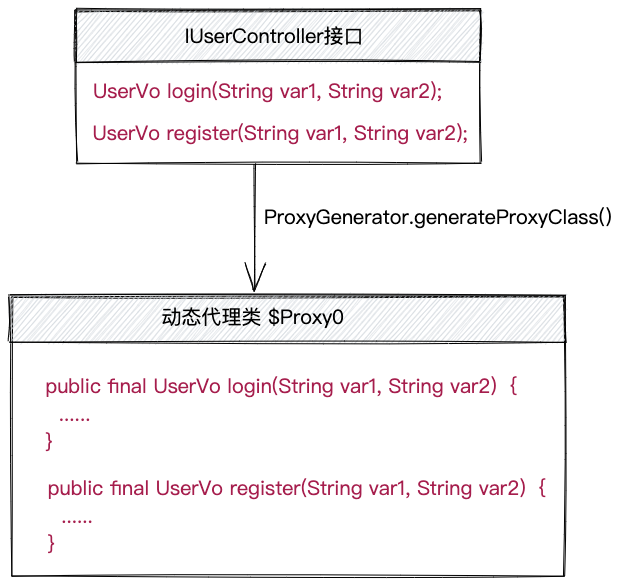 IUserController接口
UserVo login(String var1, String var2);
UserVo register(String var1, String var2);
ProxyGenerator.generateProxyClass()
动态代理类 $Proxy0
public final UserVo login(String var1, String var2) {
......
}
public final UserVo register(String var1, String var2) {
......
}